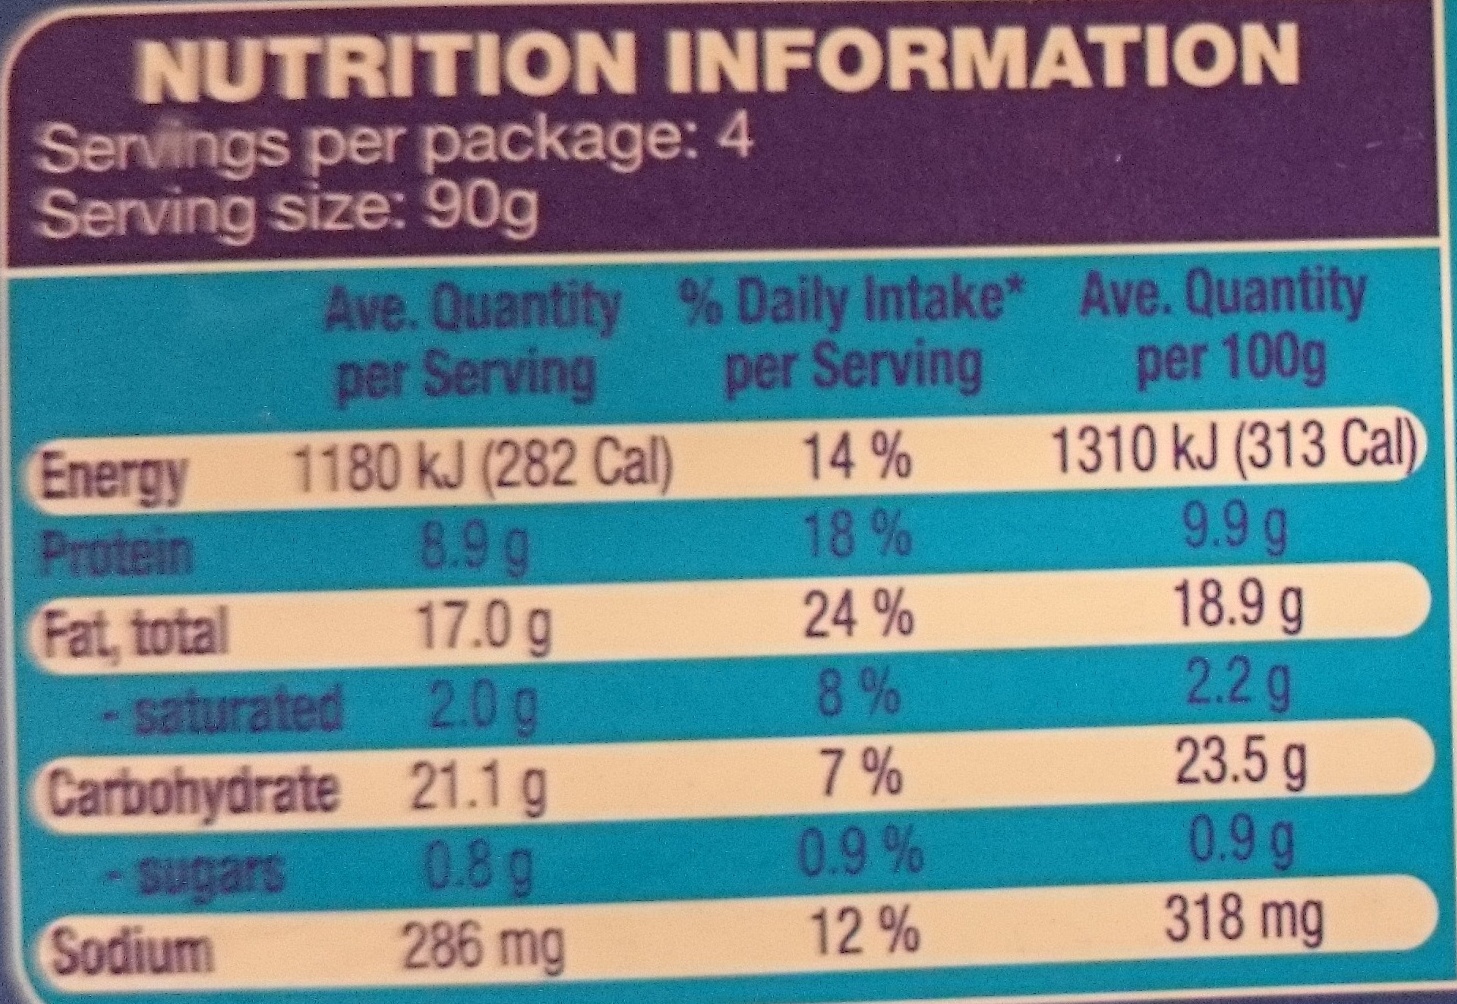 NUTRITION INFORMATION
Servings per package: 4
Serving size: 90g
Ave. Quantity % Daily Intake* Ave. Quantity
per Serving per Serving per 100g
Energy 1180 kJ (282 Cal) 14 % 1310 kJ (313 Cal)
Protein 8.9 g 18 % 9.9 g
Fat, total 17.0 g 24 % 18.9 g
- saturated 2.0 g 8 % 2.2 g
Carbohydrate 21.1 g 7 % 23.5 g
- sugars 0.8 g 0.9 % 0.9 g
Sodium 286 mg 12 % 318 mg